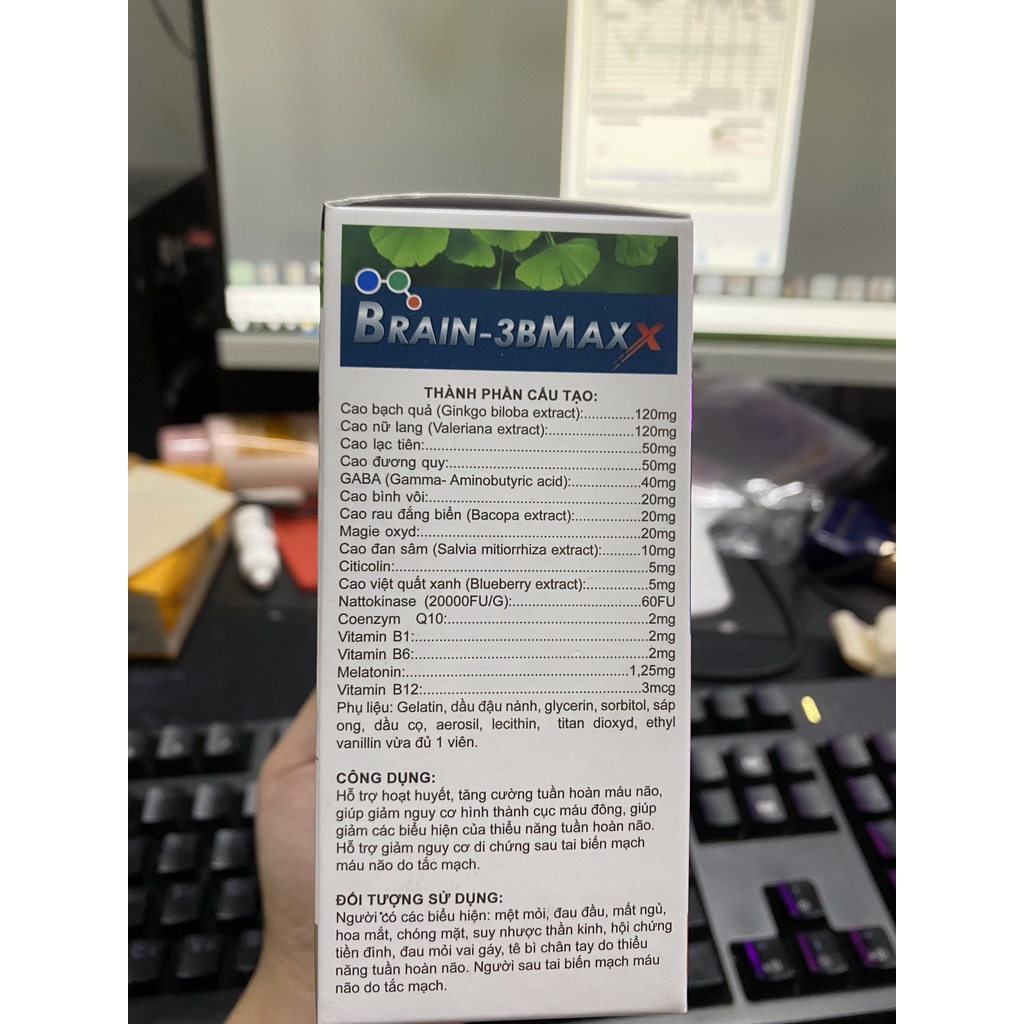 BRAIN-3BMAXX
THÀNH PHẦN CẤU TẠO:
Cao bạch quả (Ginkgo biloba extract):............120mg
Cao nữ lang (Valeriana extract):.....................120mg
Cao lạc tiên:.....................................................50mg
Cao đương quy:...............................................50mg
GABA (Gamma- Aminobutyric acid):.................40mg
Cao bình vôi:....................................................20mg
Cao rau đắng biển (Bacopa extract):................20mg
Magie oxyd:......................................................20mg
Cao đan sâm (Salvia mitiorrhiza extract):.........10mg
Citicolin:.............................................................5mg
Cao việt quất xanh (Blueberry extract):...............5mg
Nattokinase (20000FU/G):...............................60FU
Coenzym Q10:.................................................2mg
Vitamin B1:........................................................2mg
Vitamin B6:........................................................2mg
Melatonin:......................................................1,25mg
Vitamin B12:......................................................3mcg
Phụ liệu: Gelatin, dầu đậu nành, glycerin, sorbitol, sáp
ong, dầu cọ, aerosil, lecithin, titan dioxyd, ethyl
vanillin vừa đủ 1 viên.
CÔNG DỤNG:
Hỗ trợ hoạt huyết, tăng cường tuần hoàn máu não,
giúp giảm nguy cơ hình thành cục máu đông, giúp
giảm các biểu hiện của thiểu năng tuần hoàn não.
Hỗ trợ giảm nguy cơ di chứng sau tai biến mạch
máu não do tắc mạch.
ĐỐI TƯỢNG SỬ DỤNG:
Người có các biểu hiện: mệt mỏi, đau đầu, mất ngủ,
hoa mắt, chóng mặt, suy nhược thần kinh, hội chứng
tiền đình, đau mỏi vai gáy, tê bì chân tay do thiểu
năng tuần hoàn não. Người sau tai biến mạch máu
não do tắc mạch.